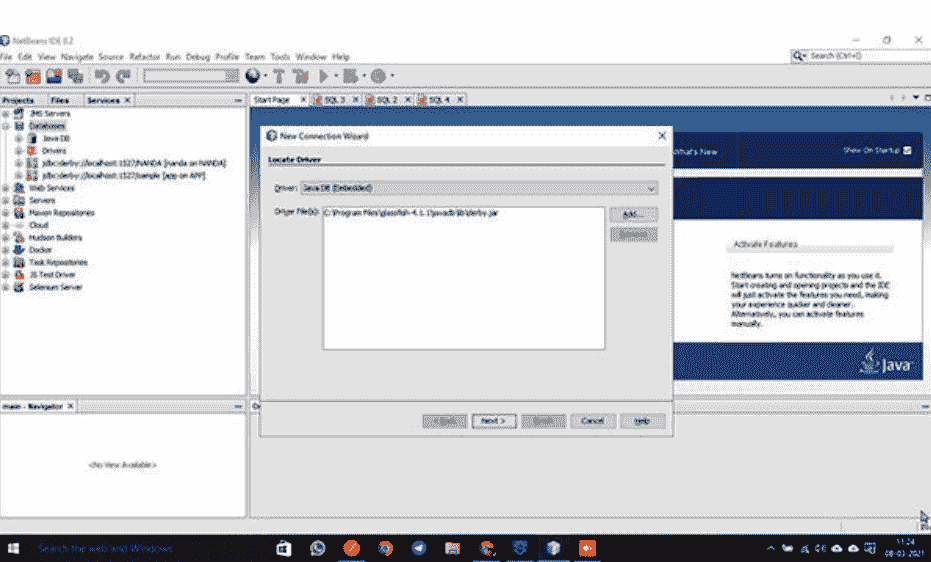 NetBeans IDE 8.2
File Edit View Navigate Source Refactor Run Debug Profile Team Tools Window Help
Search (Ctrl+I)
Projects Files Services
Start Page SQL 3 SQL 2 SQL 4
JMS Servers
Databases
Java DB
Drivers
jdbc:derby://localhost:1527/NANDA [nanda on NANDA]
jdbc:derby://localhost:1527/sample [app on APP]
Web Services
Servers
Maven Repositories
Cloud
Hudson Builders
Docker
Task Repositories
JS Test Driver
Selenium Server
New Connection Wizard
Locate Driver
Driver: Java DB (Embedded)
Driver File(s): C:\Program Files\glassfish-4.1.1\javadb\lib\derby.jar
Add...
Remove
< Back Next > Finish Cancel Help
What's New
Show On Startup
Activate Features
NetBeans turns on functionality as you use it.
Start creating and opening projects and the IDE
will just activate the features you need, making
your experience quicker and cleaner.
Alternatively, you can activate features
manually.
Java
main - Navigator
<No View Available>
Search the web and Windows
11:24
08-03-2021